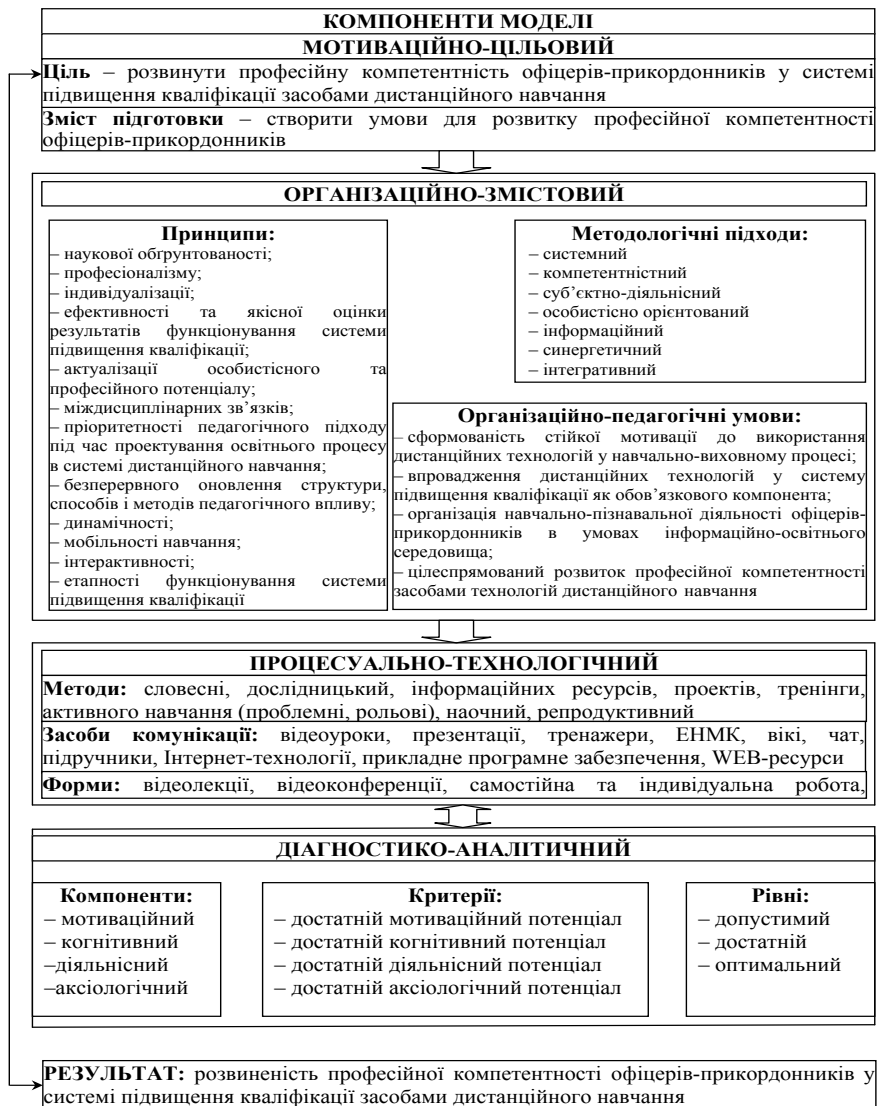 КОМПОНЕНТИ МОДЕЛІ
МОТИВАЦІЙНО-ЦІЛЬОВИЙ
Ціль – розвинути професійну компетентність офіцерів-прикордонників у системі
підвищення кваліфікації засобами дистанційного навчання
Зміст підготовки – створити умови для розвитку професійної компетентності
офіцерів-прикордонників
ОРГАНІЗАЦІЙНО-ЗМІСТОВИЙ
Принципи:
– наукової обґрунтованості;
– професіоналізму;
– індивідуалізації;
– ефективності та якісної оцінки
результатів функціонування системи
підвищення кваліфікації;
– актуалізації особистісного та
професійного потенціалу;
– міждисциплінарних зв’язків;
– пріоритетності педагогічного підходу
під час проектування освітнього процесу
в системі дистанційного навчання;
– безперервного оновлення структури,
способів і методів педагогічного впливу;
– динамічності;
– мобільності навчання;
– інтерактивності;
– етапності функціонування системи
підвищення кваліфікації
Методологічні підходи:
– системний
– компетентністний
– суб’єктно-діяльнісний
– особистісно орієнтований
– інформаційний
– синергетичний
– інтегративний
Організаційно-педагогічні умови:
– сформованість стійкої мотивації до використання
дистанційних технологій у навчально-виховному процесі;
– впровадження дистанційних технологій у систему
підвищення кваліфікації як обов’язкового компонента;
– організація навчально-пізнавальної діяльності офіцерів-
прикордонників в умовах інформаційно-освітнього
середовища;
– цілеспрямований розвиток професійної компетентності
засобами технологій дистанційного навчання
ПРОЦЕСУАЛЬНО-ТЕХНОЛОГІЧНИЙ
Методи: словесні, дослідницький, інформаційних ресурсів, проектів, тренінги,
активного навчання (проблемні, рольові), наочний, репродуктивний
Засоби комунікації: відеоуроки, презентації, тренажери, ЕНМК, вікі, чат,
підручники, Інтернет-технології, прикладне програмне забезпечення, WEB-ресурси
Форми: відеолекції, відеоконференції, самостійна та індивідуальна робота,
ДІАГНОСТИКО-АНАЛІТИЧНИЙ
Компоненти:
– мотиваційний
– когнітивний
–діяльнісний
–аксіологічний
Критерії:
– достатній мотиваційний потенціал
– достатній когнітивний потенціал
– достатній діяльнісний потенціал
– достатній аксіологічний потенціал
Рівні:
– допустимий
– достатній
– оптимальний
РЕЗУЛЬТАТ: розвиненість професійної компетентності офіцерів-прикордонників у
системі підвищення кваліфікації засобами дистанційного навчання